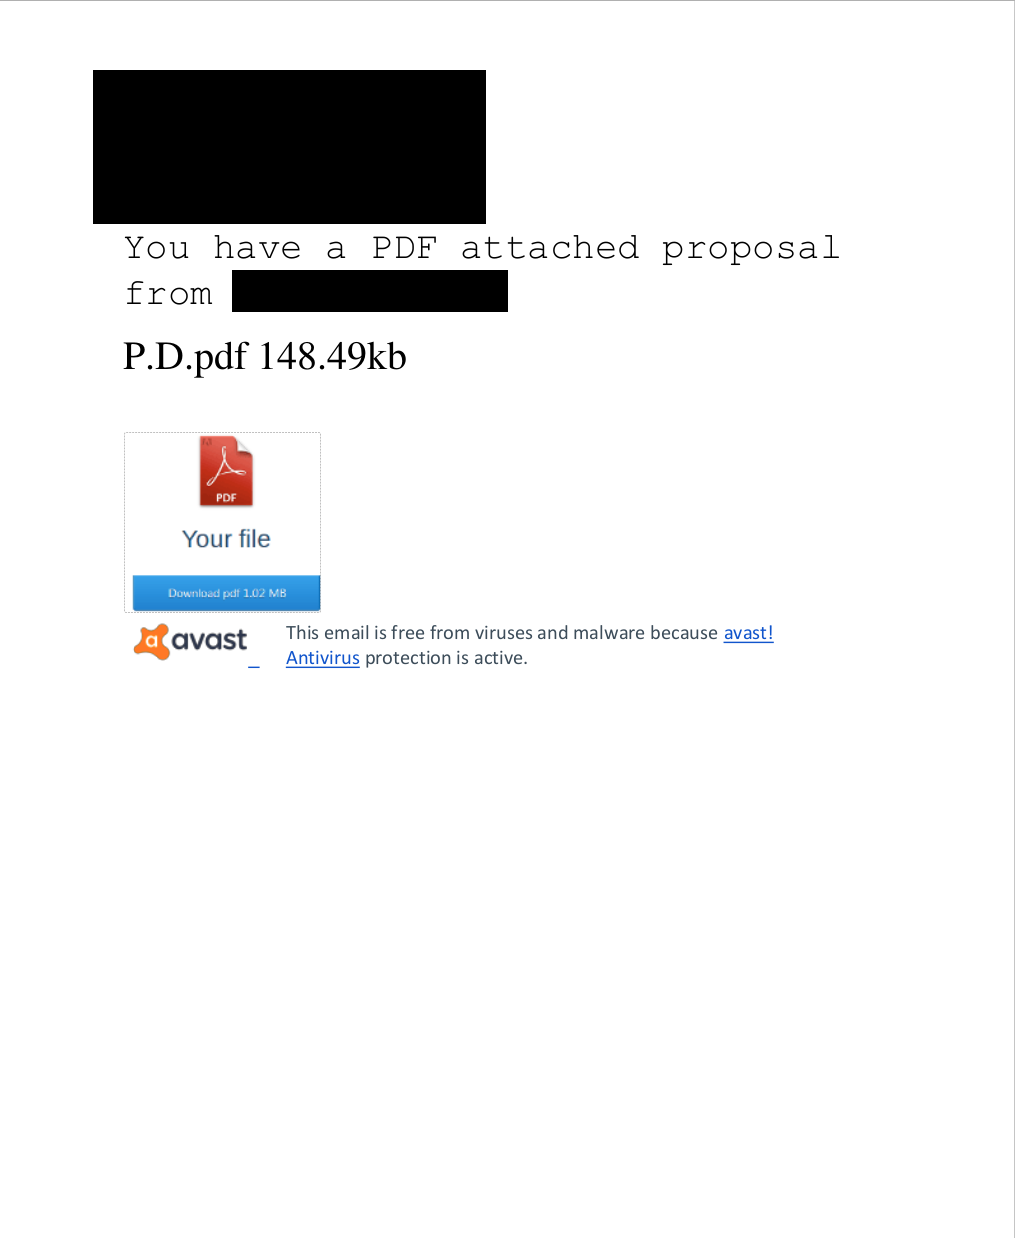 You have a PDF attached proposal
from
P.D.pdf 148.49kb
PDF
Your file
Download pdf 1.02 MB
avast
This email is free from viruses and malware because avast!
Antivirus protection is active.